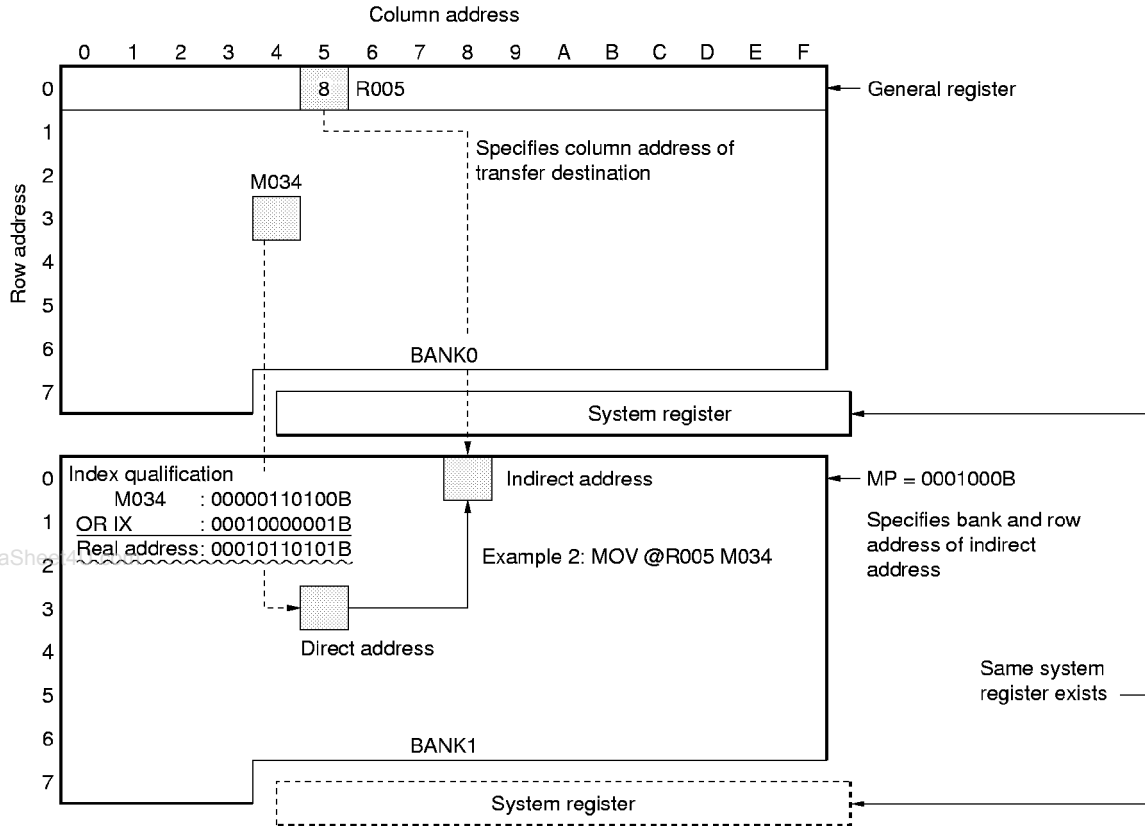 Column address
0 1 2 3 4 5 6 7 8 9 A B C D E F
Row address
0 8 R005 General register
1
Specifies column address of
2 transfer destination
M034
3
4
5
6 BANK0
7
System register
0 Index qualification Indirect address MP = 0001000B
M034 : 00000110100B
1 OR IX : 00010000001B Specifies bank and row
Real address: 00010110101B address of indirect
Example 2: MOV @R005 M034 address
2
3
Direct address
4
Same system
5 register exists
6 BANK1
7
System register